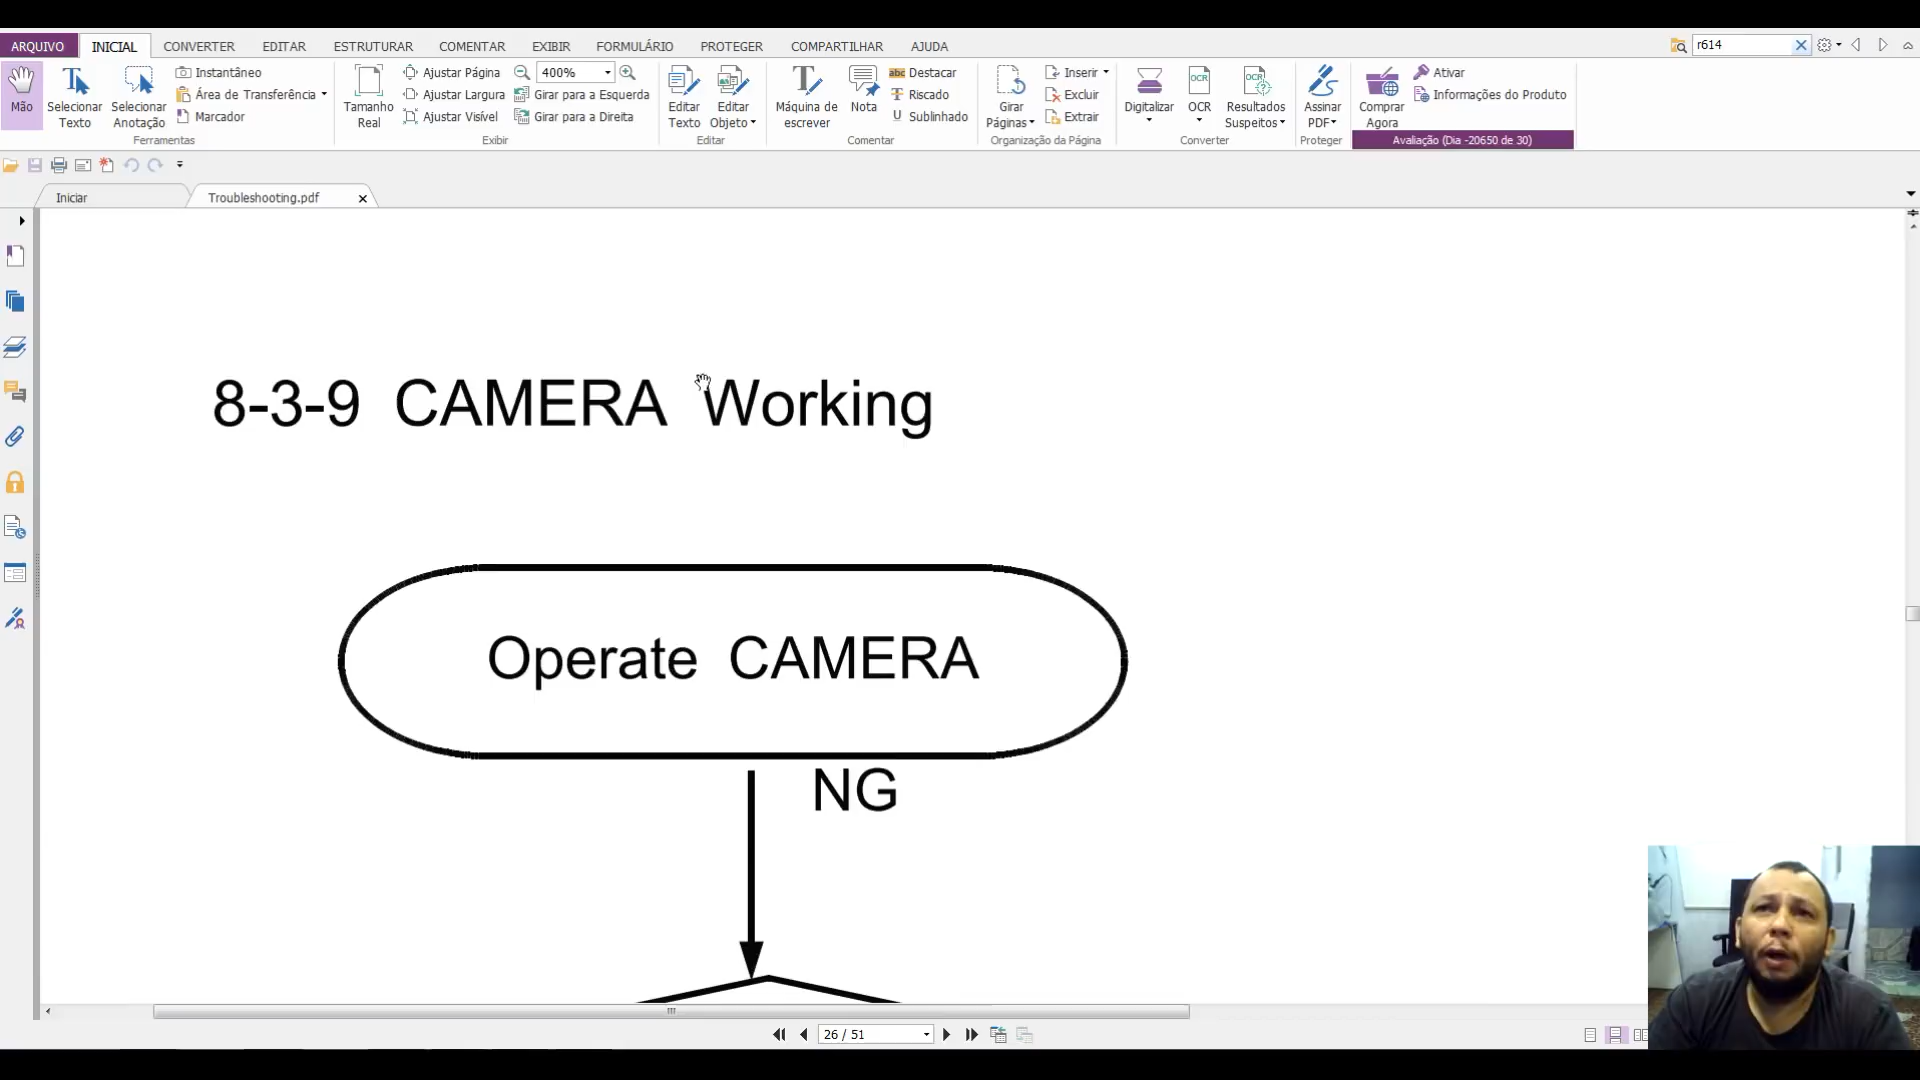 ARQUIVO INICIAL CONVERTER EDITAR ESTRUTURAR COMENTAR EXIBIR FORMULÁRIO PROTEGER COMPARTILHAR AJUDA r614
Mão
Selecionar Texto
Selecionar Anotação
Instantâneo
Área de Transferência
Marcador
Ferramentas
Tamanho Real
Ajustar Página
Ajustar Largura
Ajustar Visível
400%
Girar para a Esquerda
Girar para a Direita
Exibir
Editar Texto
Editar Objeto
Editar
Máquina de escrever
Nota
abc Destacar
Riscado
U Sublinhado
Comentar
Girar Páginas
Inserir
Excluir
Extrair
Organização da Página
Digitalizar
OCR
OCR
OCR
Resultados Suspeitos
Converter
Assinar PDF
Proteger
Comprar Agora
Ativar
Informações do Produto
Avaliação (Dia -20650 de 30)
Iniciar
Troubleshooting.pdf
8-3-9 CAMERA Working
Operate CAMERA
NG
26 / 51